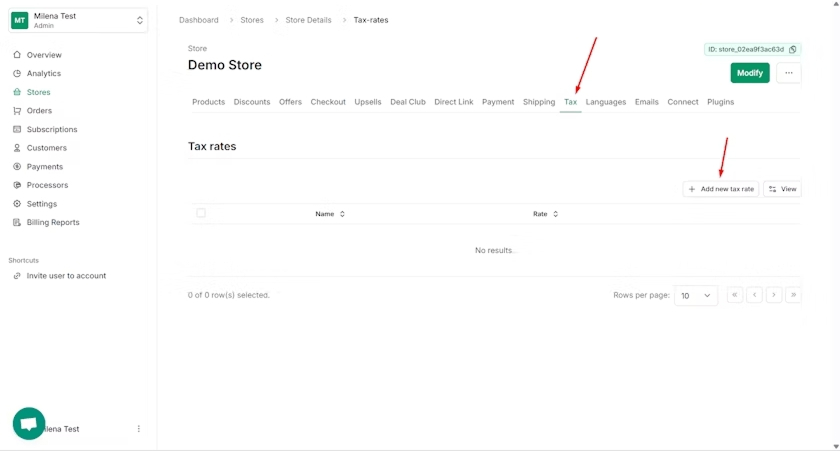 MT
Milena Test
Admin
Overview
Analytics
Stores
Orders
Subscriptions
Customers
Payments
Processors
Settings
Billing Reports
Shortcuts
Invite user to account
ilena Test
Dashboard > Stores > Store Details > Tax-rates
Store
Demo Store
ID: store_02ea9f3ac63d
Modify
...
Products Discounts Offers Checkout Upsells Deal Club Direct Link Payment Shipping Tax Languages Emails Connect Plugins
Tax rates
+ Add new tax rate View
Name Rate
No results.
0 of 0 row(s) selected.
Rows per page: 10 « ‹ › »